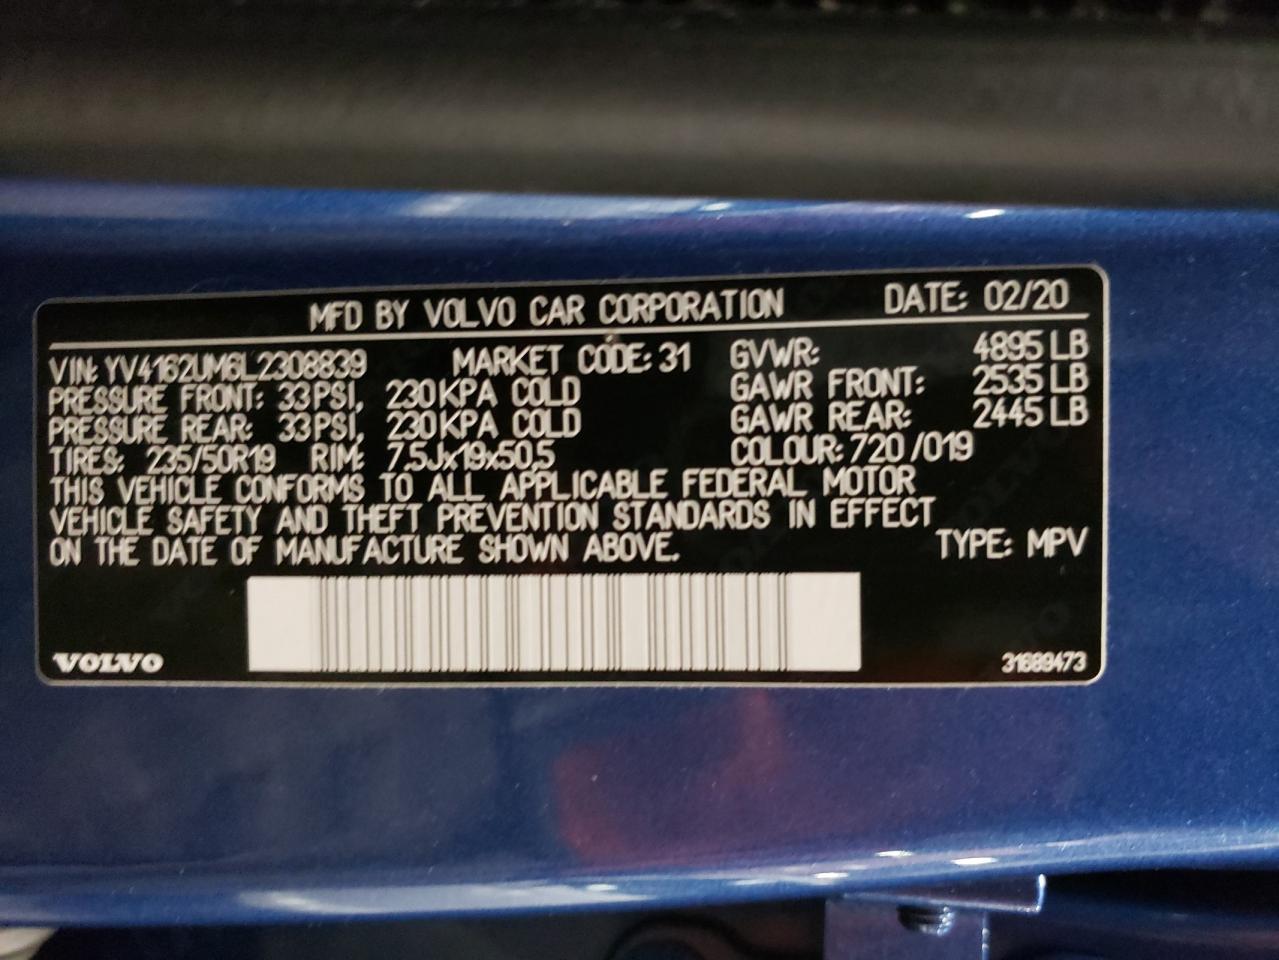 MFD BY VOLVO CAR CORPORATION DATE: 02/20
VIN: YV4162UM6L2308839 MARKET CODE: 31 GVWR: 4895 LB
PRESSURE FRONT: 33 PSI, 230 KPA COLD GAWR FRONT: 2535 LB
PRESSURE REAR: 33 PSI, 230 KPA COLD GAWR REAR: 2445 LB
TIRES: 235/50R19 RIM: 7,5Jx19x50,5 COLOUR: 720 /019
THIS VEHICLE CONFORMS TO ALL APPLICABLE FEDERAL MOTOR
VEHICLE SAFETY AND THEFT PREVENTION STANDARDS IN EFFECT
ON THE DATE OF MANUFACTURE SHOWN ABOVE. TYPE: MPV
VOLVO 31689473